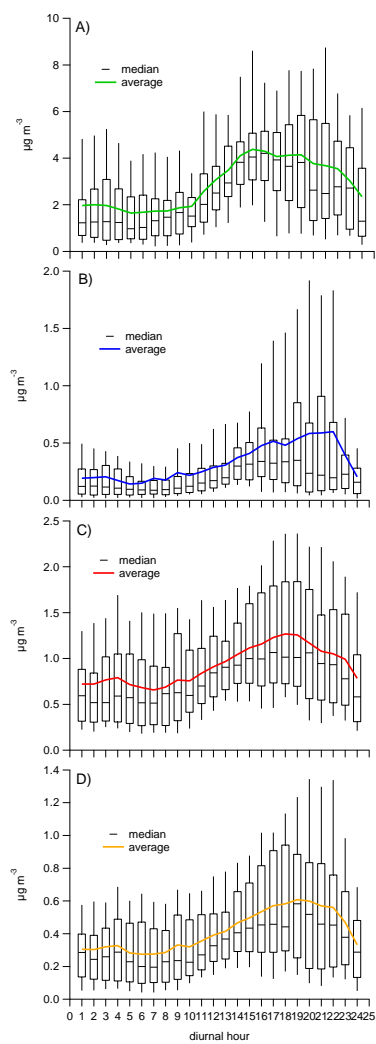 A)
10
8
6
4
2
0
µg m-3
median
average
B)
2.0
1.5
1.0
0.5
0.0
µg m-3
median
average
C)
2.5
2.0
1.5
1.0
0.5
0.0
µg m-3
median
average
D)
1.4
1.2
1.0
0.8
0.6
0.4
0.2
0.0
µg m-3
median
average
0 1 2 3 4 5 6 7 8 9 10 11 12 13 14 15 16 17 18 19 20 21 22 23 24 25
diurnal hour